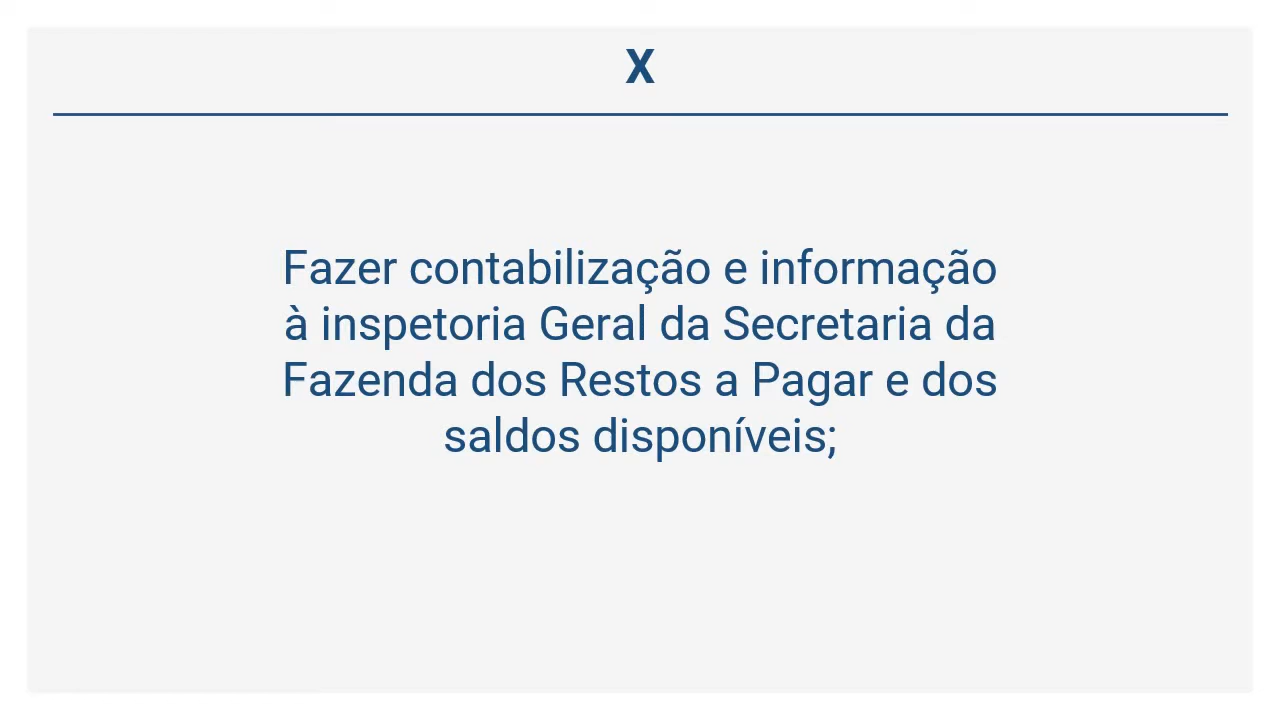 X
Fazer contabilização e informação
à inspetoria Geral da Secretaria da
Fazenda dos Restos a Pagar e dos
saldos disponíveis;